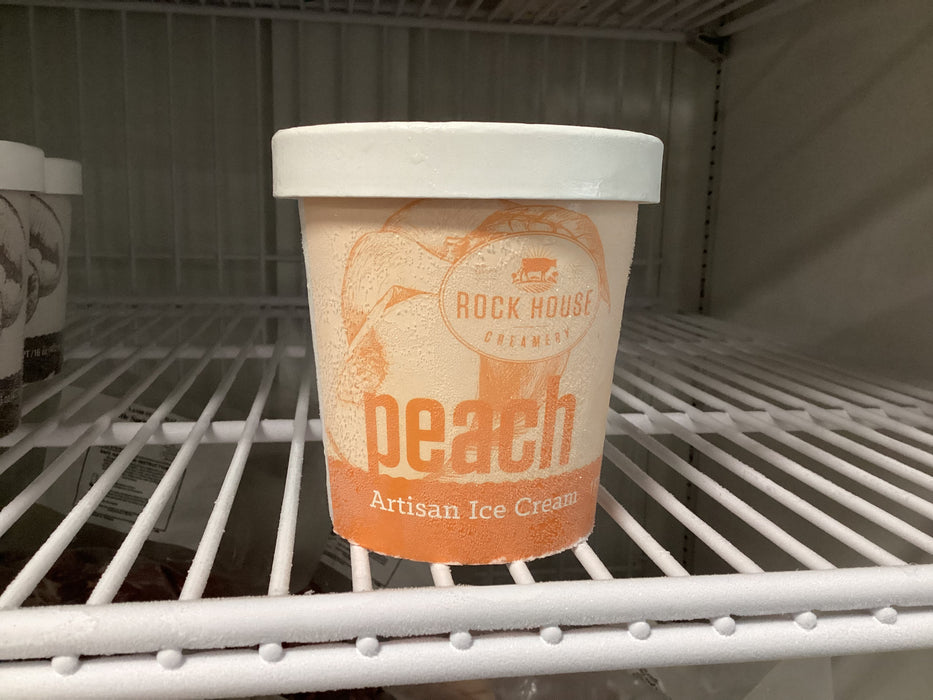 ROCK HOUSE
CREAMERY
peach
Artisan Ice Cream